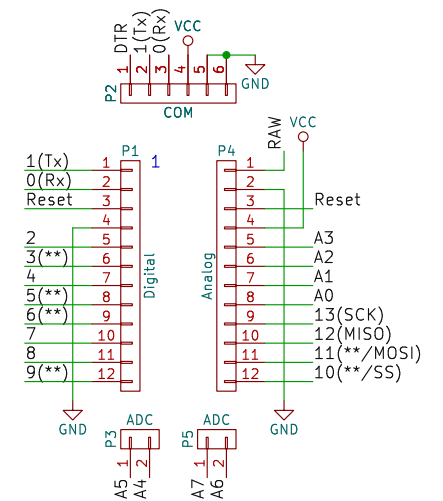 DTR 1(Tx) 0(Rx) VCC
1 2 3 4 5 6
GND
P2
COM
RAW VCC
P1 1 P4
1(Tx) 1 1
0(Rx) 2 2
Reset 3 3 Reset
4 4
2 5 5 A3
3(**) 6 6 A2
4 7 7 A1
5(**) 8 8 A0
6(**) 9 9 13(SCK)
7 10 10 12(MISO)
8 11 11 11(**/MOSI)
9(**) 12 12 10(**/SS)
Digital Analog
GND GND
ADC ADC
P3 P5
1 2 1 2
A5 A4 A7 A6